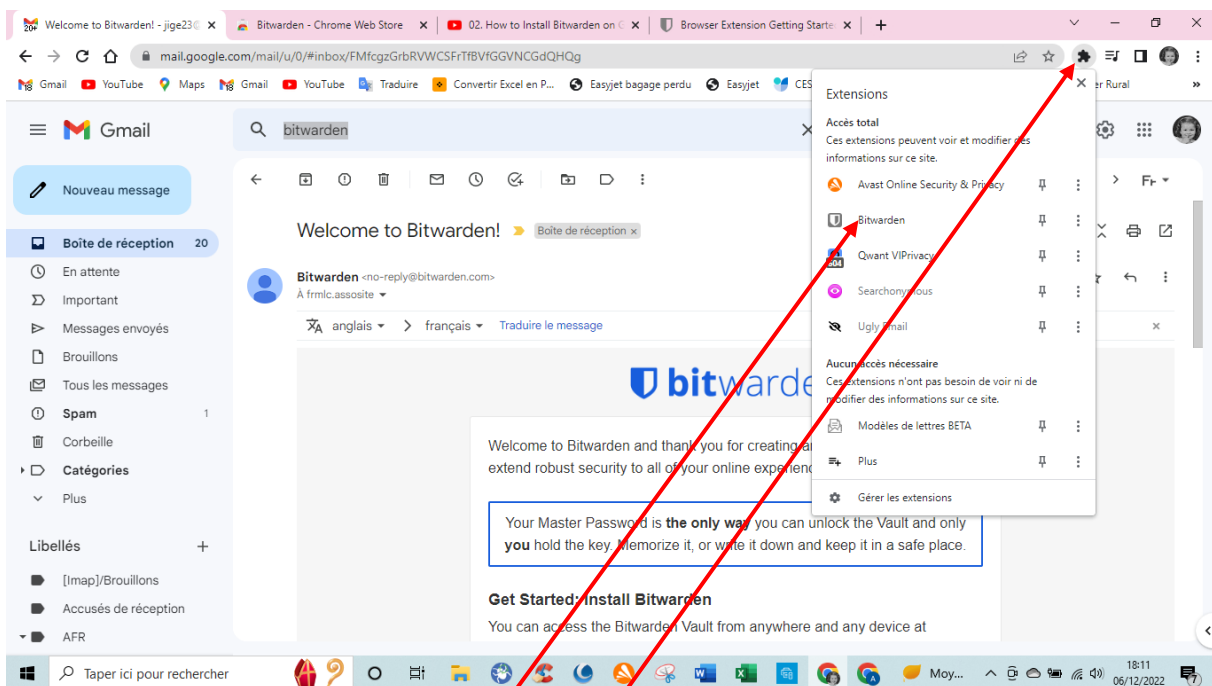 20+
Welcome to Bitwarden! - jige23@
Bitwarden - Chrome Web Store
02. How to Install Bitwarden on C
Browser Extension Getting Starte
mail.google.com/mail/u/0/#inbox/FMfcgzGrbRVWCSFrTfBVfGGVNCGdQHQg
Gmail
YouTube
Maps
Gmail
YouTube
Traduire
Convertir Excel en P...
Easyjet bagage perdu
Easyjet
CES
er Rural
Gmail
bitwarden
Nouveau message
Boîte de réception 20
En attente
Important
Messages envoyés
Brouillons
Tous les messages
Spam 1
Corbeille
Catégories
Plus
Libellés
[Imap]/Brouillons
Accusés de réception
AFR
Welcome to Bitwarden!
Boîte de réception x
Bitwarden <no-reply@bitwarden.com>
À frmlc.assosite
anglais > français Traduire le message
bitwarde
Welcome to Bitwarden and thank you for creating a
extend robust security to all of your online experienc
Your Master Password is the only way you can unlock the Vault and only
you hold the key. Memorize it, or write it down and keep it in a safe place.
Get Started: Install Bitwarden
You can access the Bitwarden Vault from anywhere and any device at
Extensions
Accès total
Ces extensions peuvent voir et modifier des
informations sur ce site.
Avast Online Security & Privacy
Bitwarden
Qwant VIPrivacy
Searchonymous
Ugly Email
Aucun accès nécessaire
Ces extensions n'ont pas besoin de voir ni de
modifier des informations sur ce site.
Modèles de lettres BETA
Plus
Gérer les extensions
Taper ici pour rechercher
Moy...
18:11
06/12/2022
7